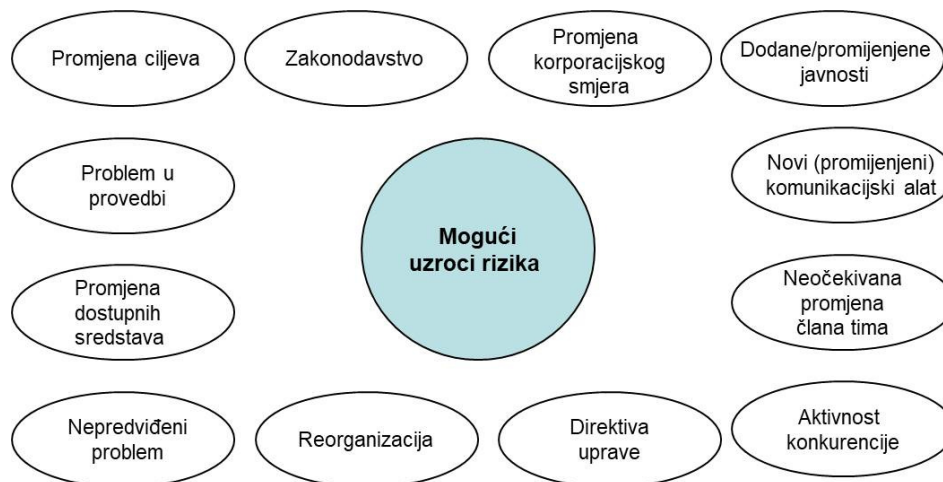 Promjena ciljeva
Zakonodavstvo
Promjena
korporacijskog
smjera
Dodane/promijenjene
javnosti
Problem u
provedbi
Novi (promijenjeni)
komunikacijski alat
Mogući
uzroci rizika
Promjena
dostupnih
sredstava
Neočekivana
promjena
člana tima
Nepredviđeni
problem
Reorganizacija
Direktiva
uprave
Aktivnost
konkurencije